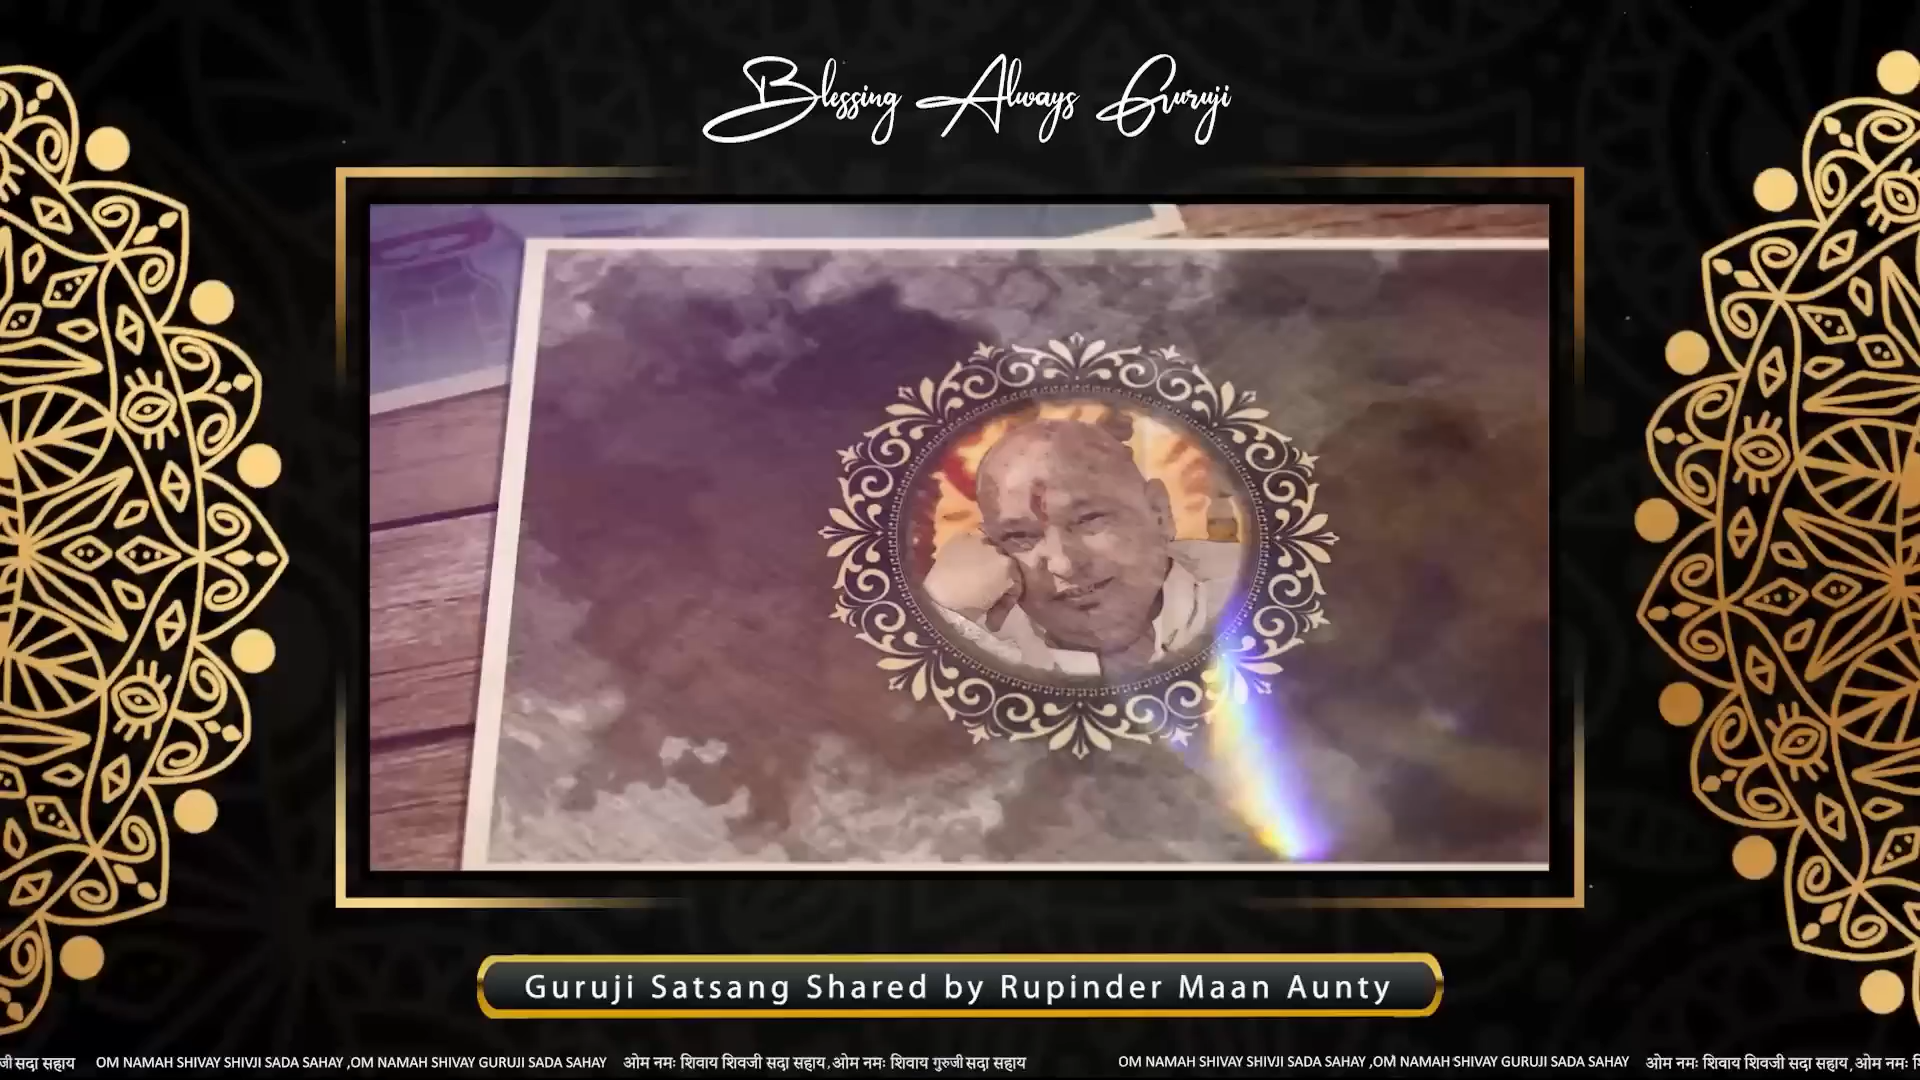 Blessing Always Guruji
Guruji Satsang Shared by Rupinder Maan Aunty
जी सदा सहाय OM NAMAH SHIVAY SHIVJI SADA SAHAY ,OM NAMAH SHIVAY GURUJI SADA SAHAY ओम नमः शिवाय शिवजी सदा सहाय,ओम नमः शिवाय गुरुजी सदा सहाय OM NAMAH SHIVAY SHIVJI SADA SAHAY ,OM NAMAH SHIVAY GURUJI SADA SAHAY ओम नमः शिवाय शिवजी सदा सहाय,ओम नमः